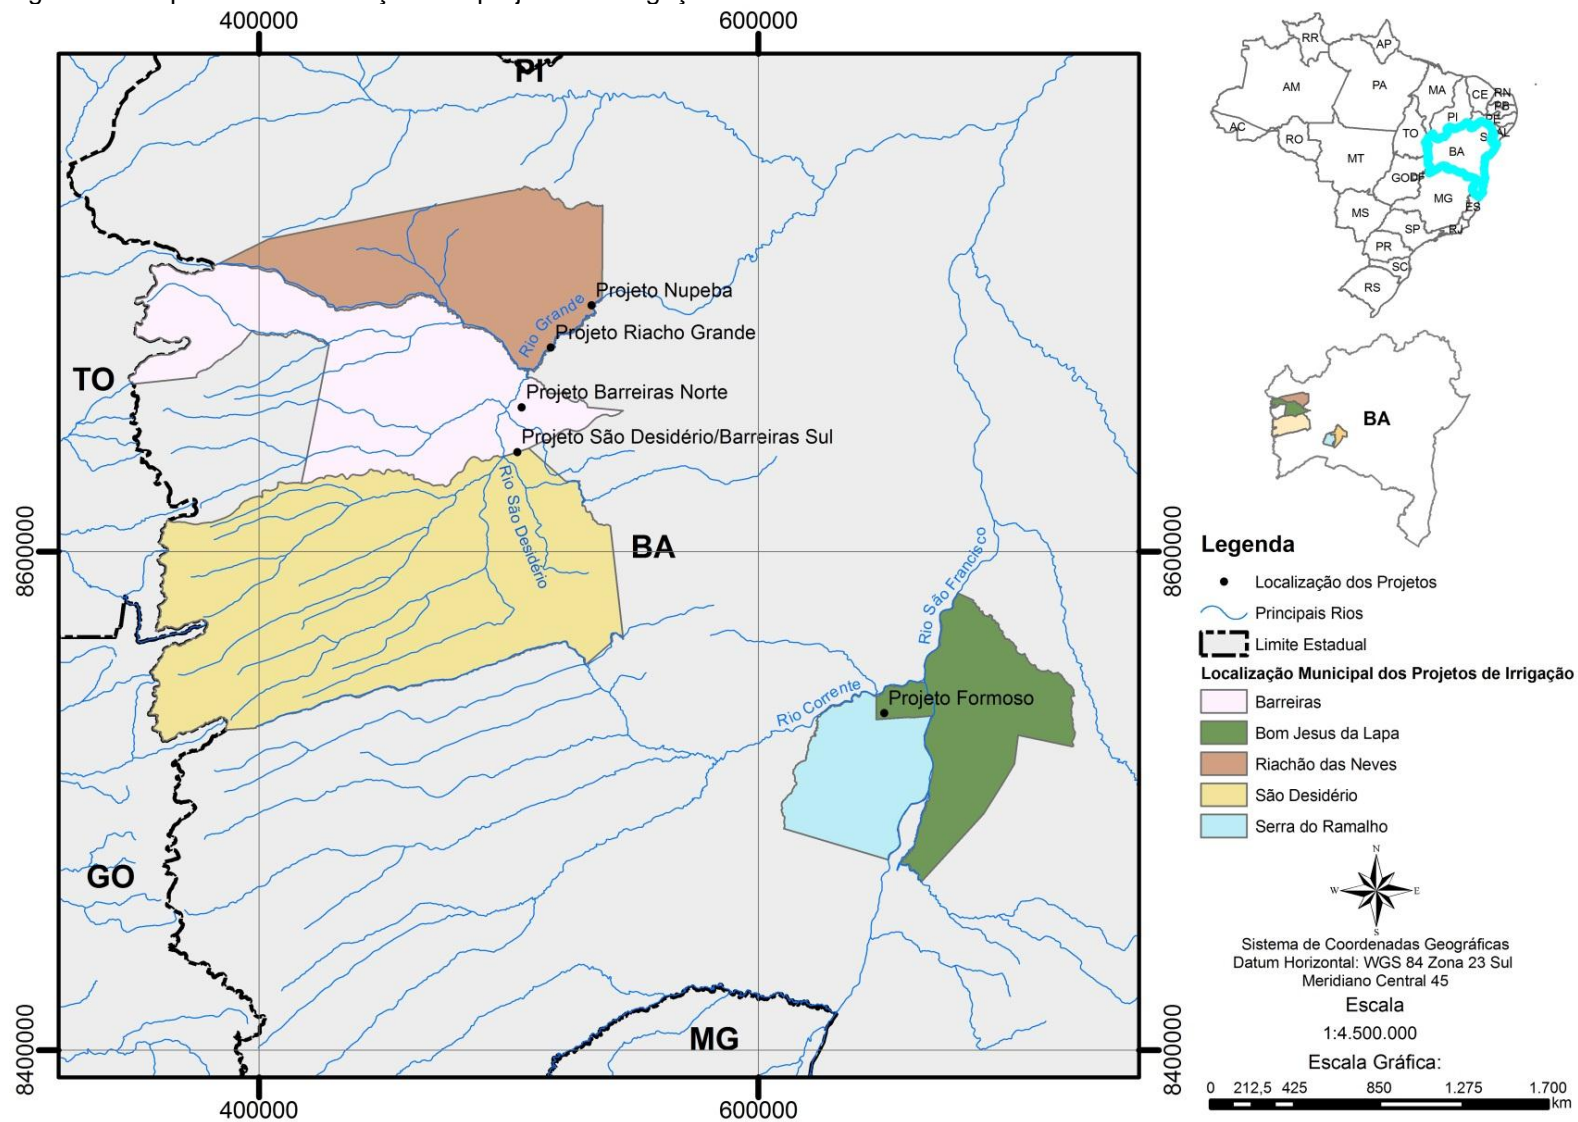 400000
600000
PI
Projeto Nupeba
Rio Grande
Projeto Riacho Grande
TO
Projeto Barreiras Norte
Projeto São Desidério/Barreiras Sul
Rio São Desidério
BA
8600000
8600000
Rio São Francisco
Rio Corrente
Projeto Formoso
GO
MG
8400000
8400000
400000
600000
RR
AP
AM
PA
MA
CE
RN
PB
PI
PE
AC
TO
AL
RO
BA
MT
GO
DF
MG
ES
MS
SP
RJ
PR
SC
RS
BA
Legenda
Localização dos Projetos
Principais Rios
Limite Estadual
Localização Municipal dos Projetos de Irrigação
Barreiras
Bom Jesus da Lapa
Riachão das Neves
São Desidério
Serra do Ramalho
N
W
E
S
Sistema de Coordenadas Geográficas
Datum Horizontal: WGS 84 Zona 23 Sul
Meridiano Central 45
Escala
1:4.500.000
Escala Gráfica:
0 212,5 425 850 1.275 1.700
km